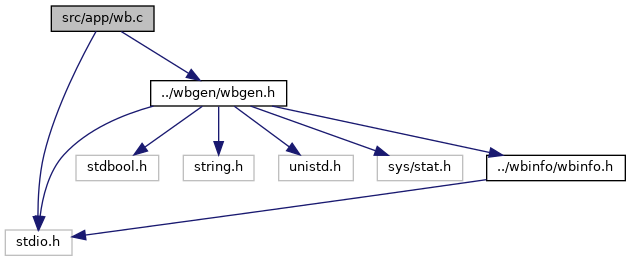 src/app/wb.c
../wbgen/wbgen.h
stdbool.h
string.h
unistd.h
sys/stat.h
../wbinfo/wbinfo.h
stdio.h